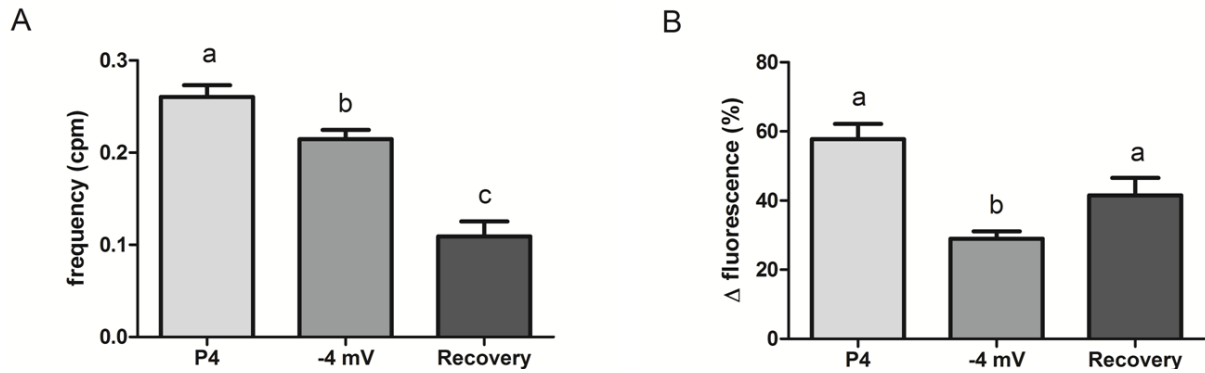 A
frequency (cpm)
0.3
0.2
0.1
0.0
a
b
c
P4
-4 mV
Recovery
B
Δ fluorescence (%)
80
60
40
20
0
a
b
a
P4
-4 mV
Recovery